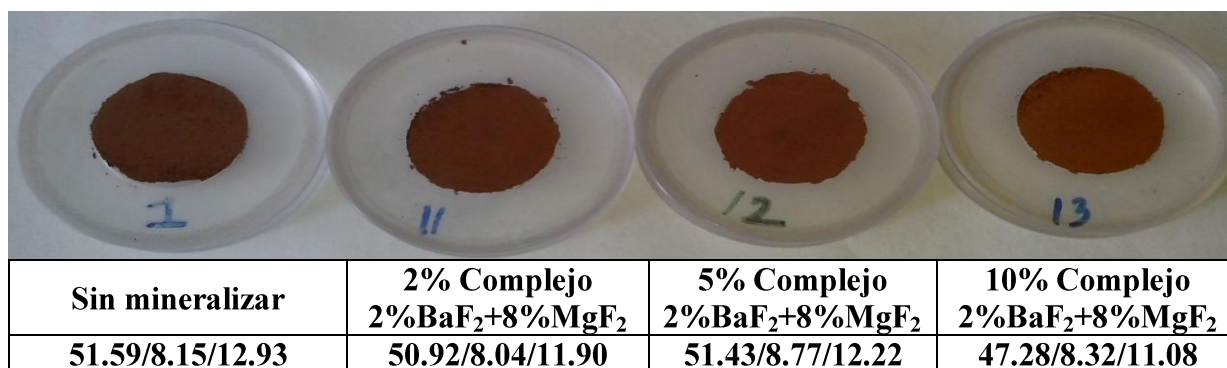 1 11 12 13
Sin mineralizar
2% Complejo
2%BaF₂+8%MgF₂
5% Complejo
2%BaF₂+8%MgF₂
10% Complejo
2%BaF₂+8%MgF₂
51.59/8.15/12.93 50.92/8.04/11.90 51.43/8.77/12.22 47.28/8.32/11.08